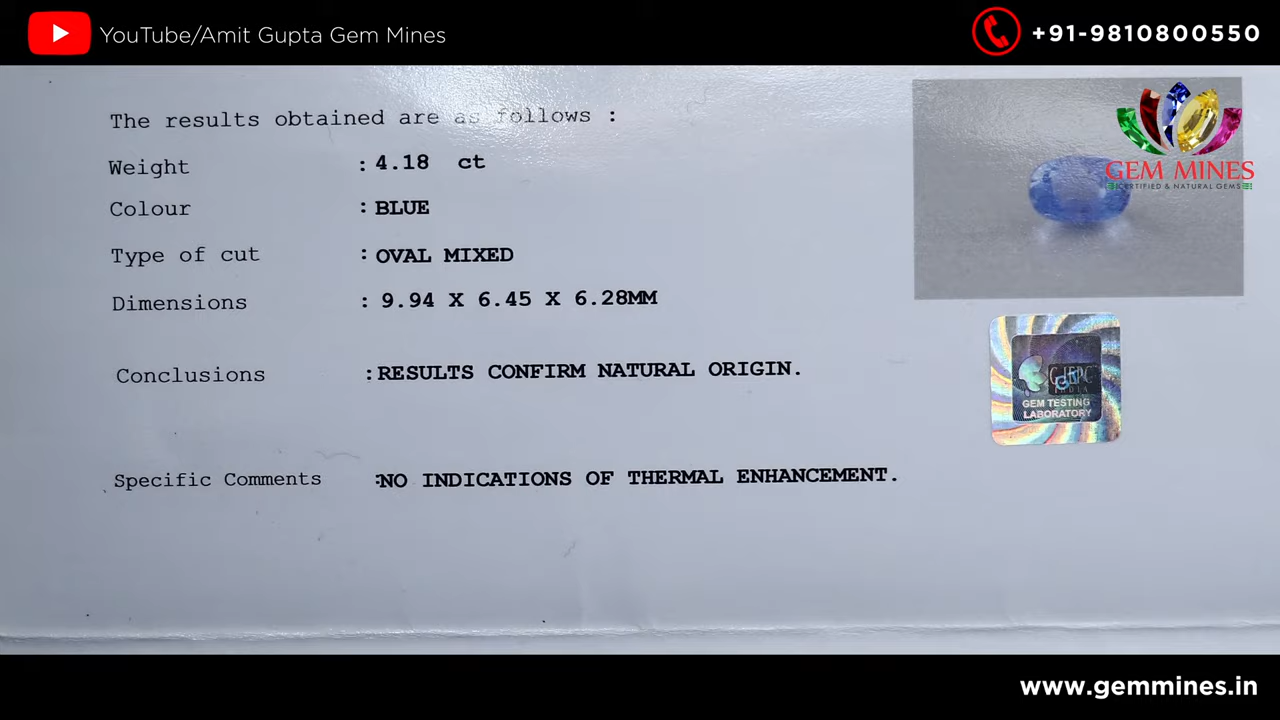 YouTube/Amit Gupta Gem Mines
+91-9810800550
The results obtained are as follows :
Weight : 4.18 ct
Colour : BLUE
Type of cut : OVAL MIXED
Dimensions : 9.94 X 6.45 X 6.28MM
Conclusions :RESULTS CONFIRM NATURAL ORIGIN.
Specific Comments :NO INDICATIONS OF THERMAL ENHANCEMENT.
GEM MINES
CERTIFIED & NATURAL GEMS
GEM TESTING
LABORATORY
www.gemmines.in